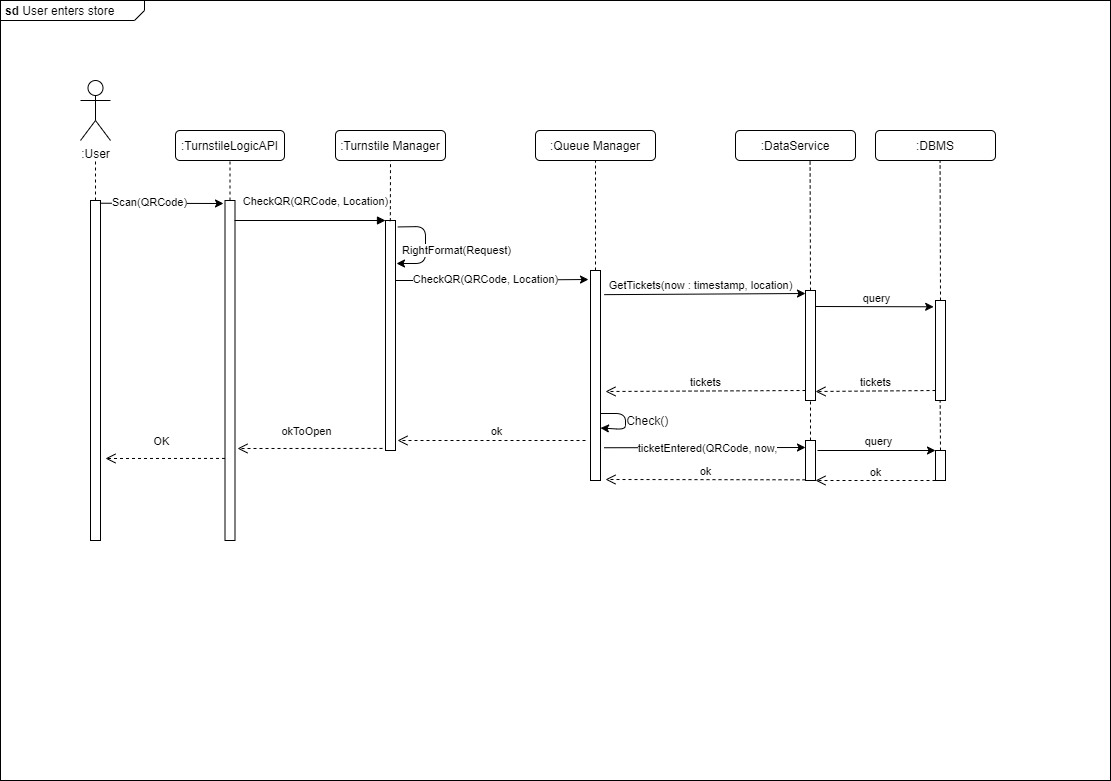 sd User enters store
:User
:TurnstileLogicAPI
:Turnstile Manager
:Queue Manager
:DataService
:DBMS
Scan(QRCode)
CheckQR(QRCode, Location)
RightFormat(Request)
CheckQR(QRCode, Location)
GetTickets(now : timestamp, location)
query
tickets
tickets
Check()
OK
okToOpen
ok
ticketEntered(QRCode, now,
query
ok
ok